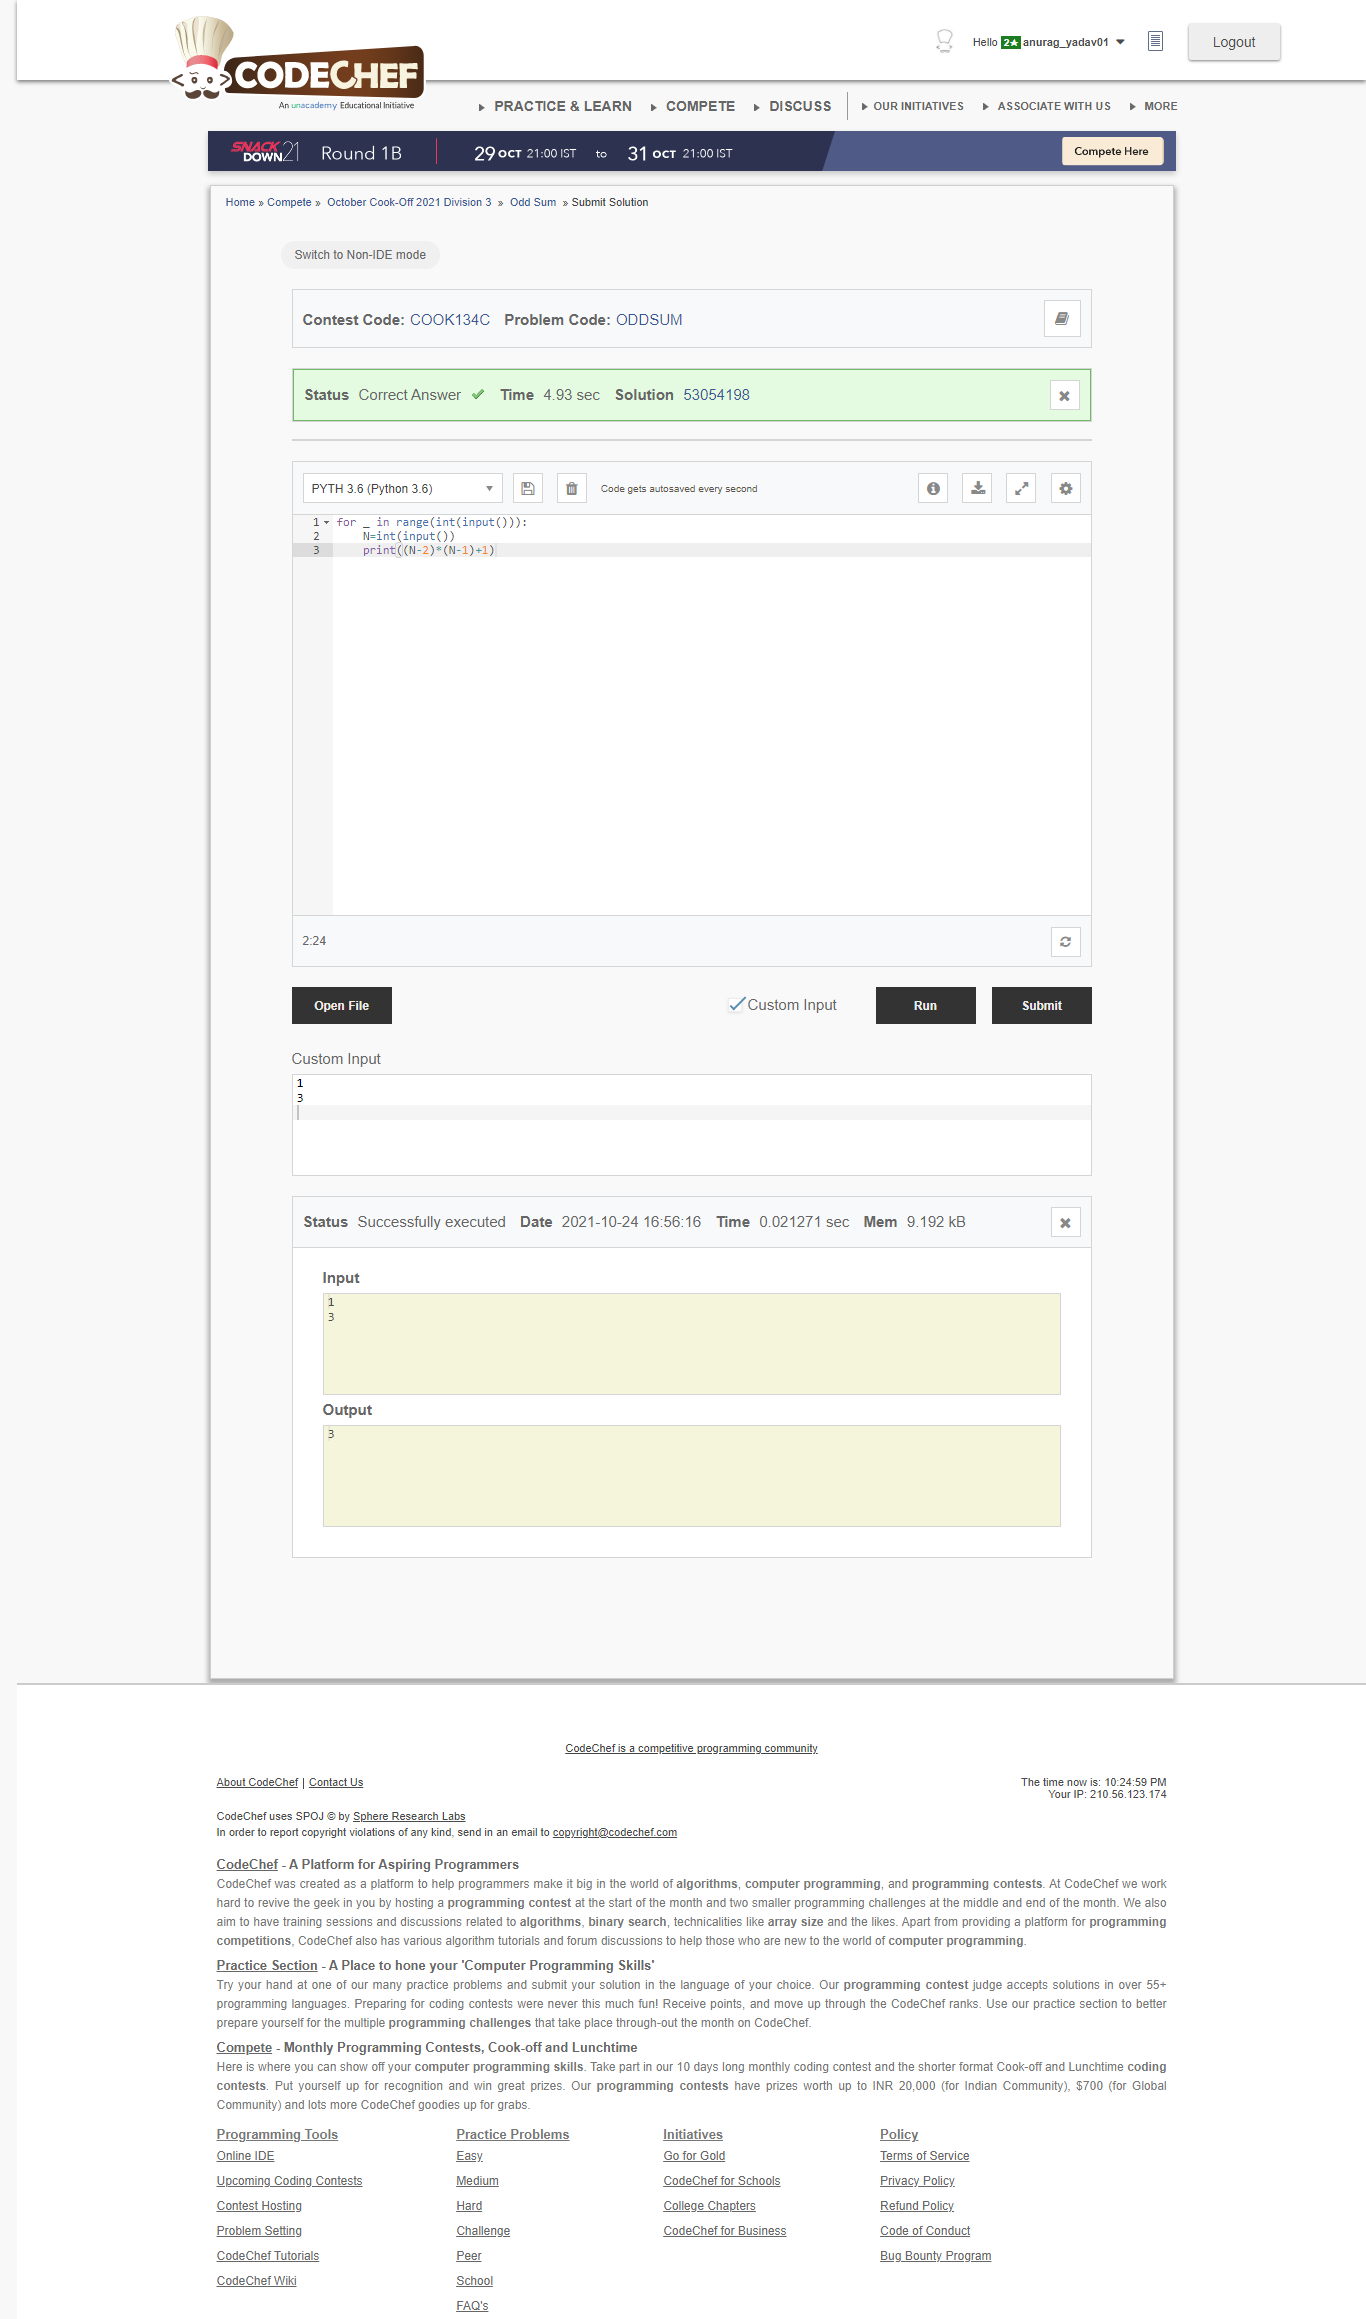 Hello 2★ anurag_yadav01
Logout
CODECHEF
An unacademy Educational Initiative
PRACTICE & LEARN COMPETE DISCUSS OUR INITIATIVES ASSOCIATE WITH US MORE
SNACK DOWN 21 Round 1B 29 OCT 21:00 IST to 31 OCT 21:00 IST Compete Here
Home » Compete » October Cook-Off 2021 Division 3 » Odd Sum » Submit Solution
Switch to Non-IDE mode
Contest Code: COOK134C Problem Code: ODDSUM
Status Correct Answer Time 4.93 sec Solution 53054198
PYTH 3.6 (Python 3.6) Code gets autosaved every second
1 for _ in range(int(input())):
2 N=int(input())
3 print((N-2)*(N-1)+1)
2:24
Open File Custom Input Run Submit
Custom Input
1
3
Status Successfully executed Date 2021-10-24 16:56:16 Time 0.021271 sec Mem 9.192 kB
Input
1
3
Output
3
CodeChef is a competitive programming community
About CodeChef | Contact Us The time now is: 10:24:59 PM
Your IP: 210.56.123.174
CodeChef uses SPOJ © by Sphere Research Labs
In order to report copyright violations of any kind, send in an email to copyright@codechef.com
CodeChef - A Platform for Aspiring Programmers
CodeChef was created as a platform to help programmers make it big in the world of algorithms, computer programming, and programming contests. At CodeChef we work
hard to revive the geek in you by hosting a programming contest at the start of the month and two smaller programming challenges at the middle and end of the month. We also
aim to have training sessions and discussions related to algorithms, binary search, technicalities like array size and the likes. Apart from providing a platform for programming
competitions, CodeChef also has various algorithm tutorials and forum discussions to help those who are new to the world of computer programming.
Practice Section - A Place to hone your 'Computer Programming Skills'
Try your hand at one of our many practice problems and submit your solution in the language of your choice. Our programming contest judge accepts solutions in over 55+
programming languages. Preparing for coding contests were never this much fun! Receive points, and move up through the CodeChef ranks. Use our practice section to better
prepare yourself for the multiple programming challenges that take place through-out the month on CodeChef.
Compete - Monthly Programming Contests, Cook-off and Lunchtime
Here is where you can show off your computer programming skills. Take part in our 10 days long monthly coding contest and the shorter format Cook-off and Lunchtime coding
contests. Put yourself up for recognition and win great prizes. Our programming contests have prizes worth up to INR 20,000 (for Indian Community), $700 (for Global
Community) and lots more CodeChef goodies up for grabs.
Programming Tools Practice Problems Initiatives Policy
Online IDE Easy Go for Gold Terms of Service
Upcoming Coding Contests Medium CodeChef for Schools Privacy Policy
Contest Hosting Hard College Chapters Refund Policy
Problem Setting Challenge CodeChef for Business Code of Conduct
CodeChef Tutorials Peer Bug Bounty Program
CodeChef Wiki School
FAQ's